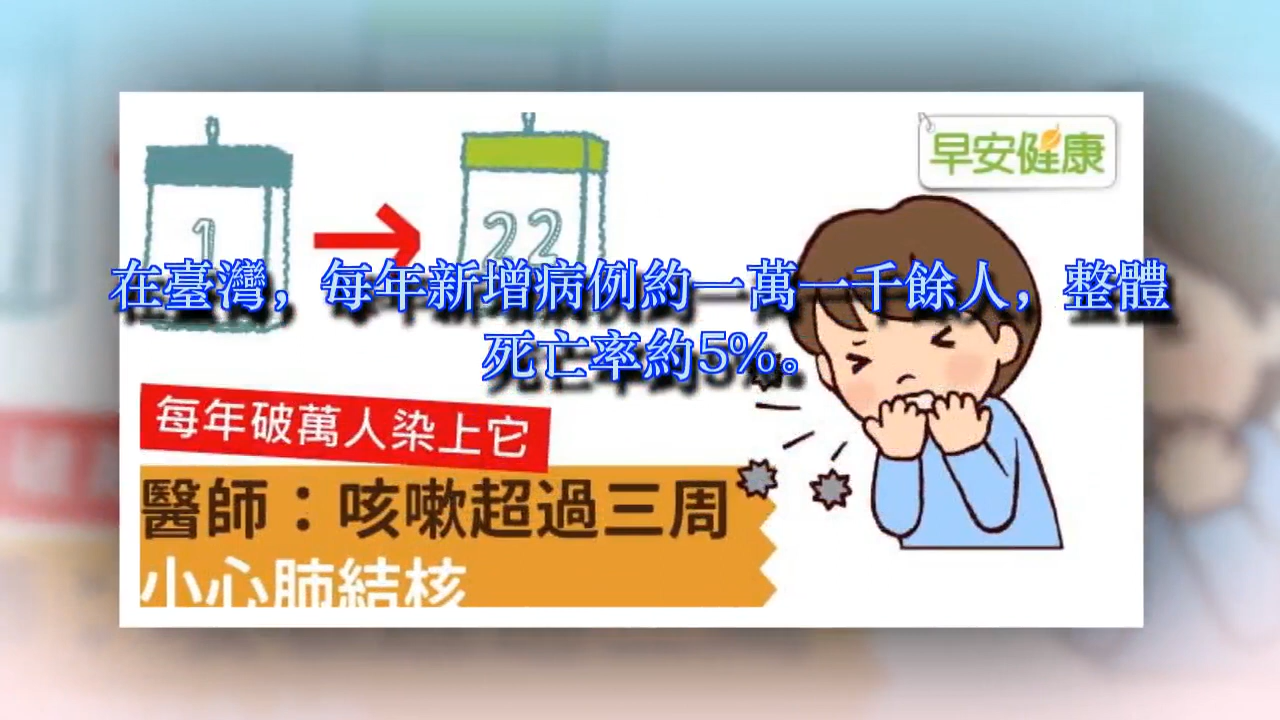 早安健康
1
22
在臺灣，每年新增病例約一萬一千餘人，整體
死亡率約5%。
每年破萬人染上它
醫師：咳嗽超過三周
小心肺結核